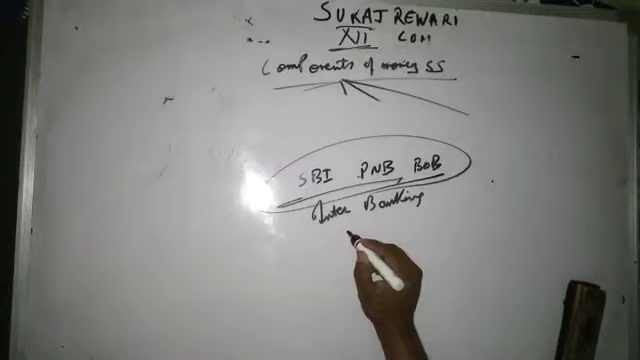 SURAJ REWARI
XII COM
Components of money SS
SBI PNB BOB
Inter Banking